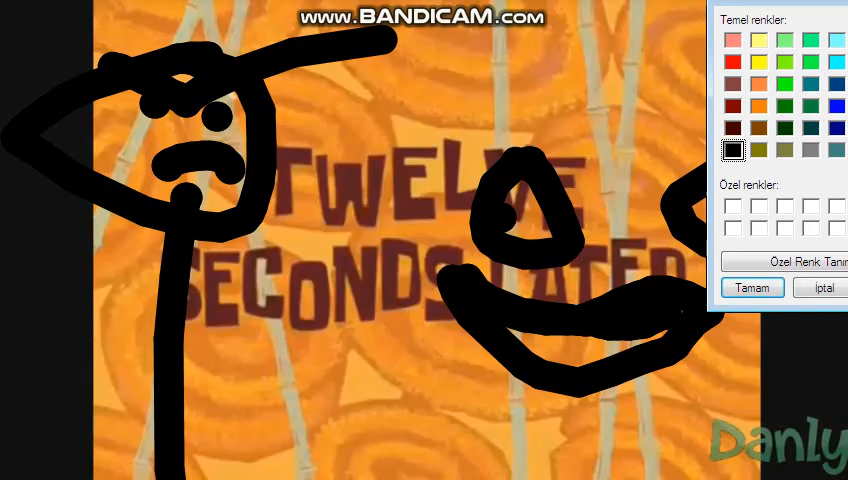 www.BANDICAM.com
Temel renkler:
TWELVE
SECONDS LATER
Özel renkler:
Özel Renk Tanım
Tamam
İptal
Danly